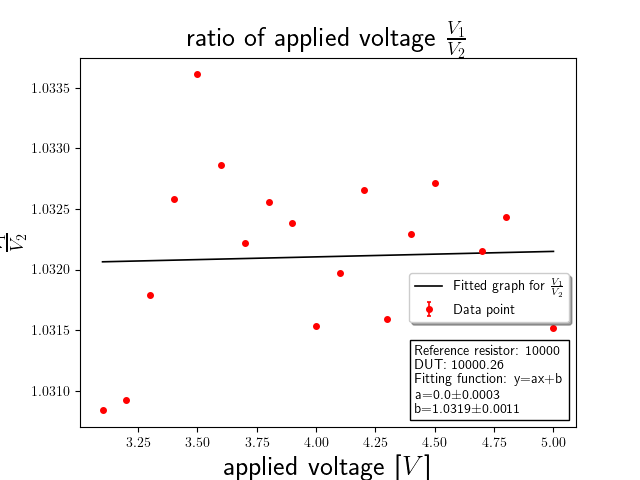 ratio of applied voltage V₁/V₂
1.0335
1.0330
1.0325
1.0320
1.0315
1.0310
V₂
Fitted graph for V₁/V₂
Data point
Reference resistor: 10000
DUT: 10000.26
Fitting function: y=ax+b
a=0.0±0.0003
b=1.0319±0.0011
3.25 3.50 3.75 4.00 4.25 4.50 4.75 5.00
applied voltage [V]